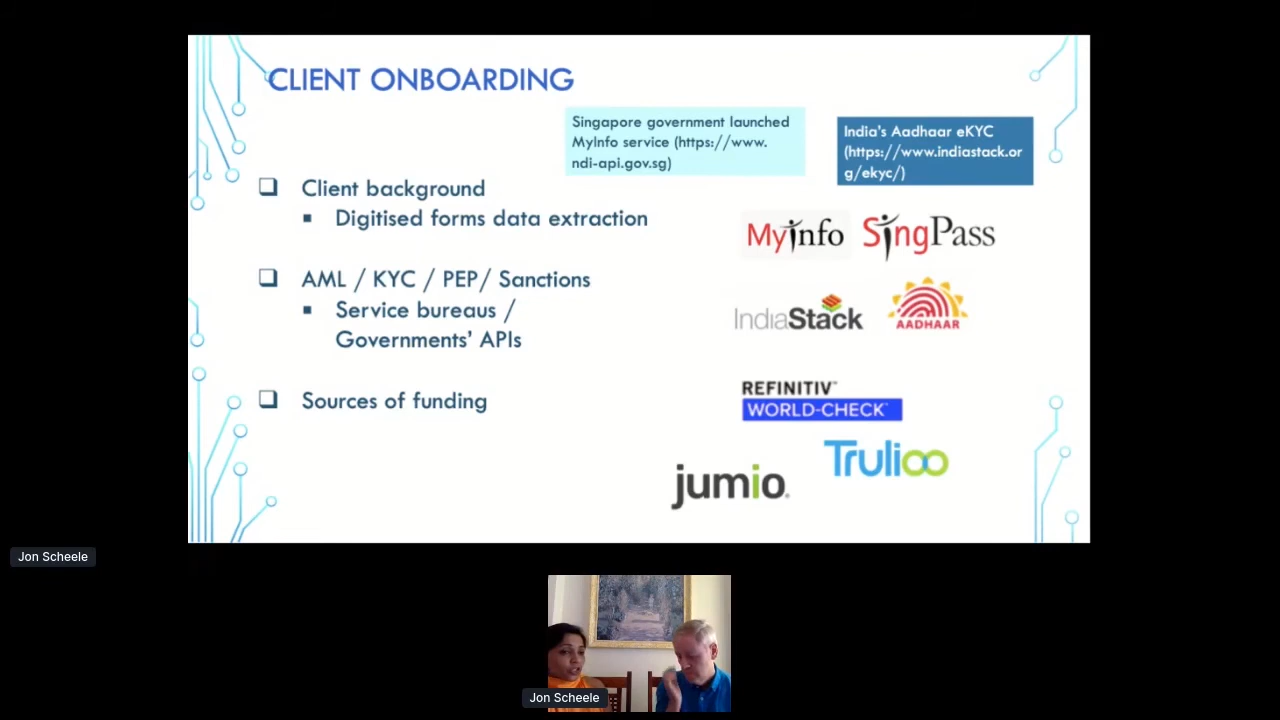 CLIENT ONBOARDING
Singapore government launched
MyInfo service (https://www.
ndi-api.gov.sg)
India's Aadhaar eKYC
(https://www.indiastack.or
g/ekyc/)
❑ Client background
▪ Digitised forms data extraction
❑ AML / KYC / PEP/ Sanctions
▪ Service bureaus /
Governments' APIs
❑ Sources of funding
Myinfo SingPass
IndiaStack AADHAAR
REFINITIV™
WORLD-CHECK™
Trulioo
jumio®
Jon Scheele
Jon Scheele